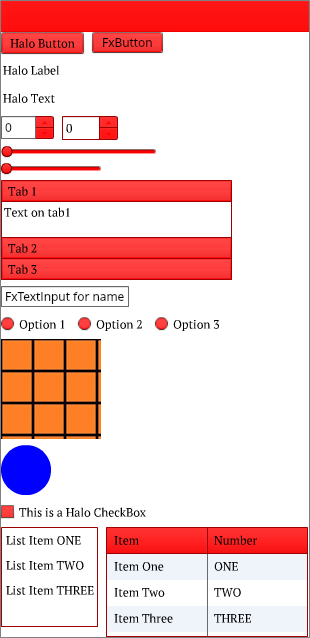 Halo Button FxButton
Halo Label
Halo Text
0 0
Tab 1
Text on tab1
Tab 2
Tab 3
FxTextInput for name
Option 1 Option 2 Option 3
This is a Halo CheckBox
List Item ONE
List Item TWO
List Item THREE
Item Number
Item One ONE
Item Two TWO
Item Three THREE